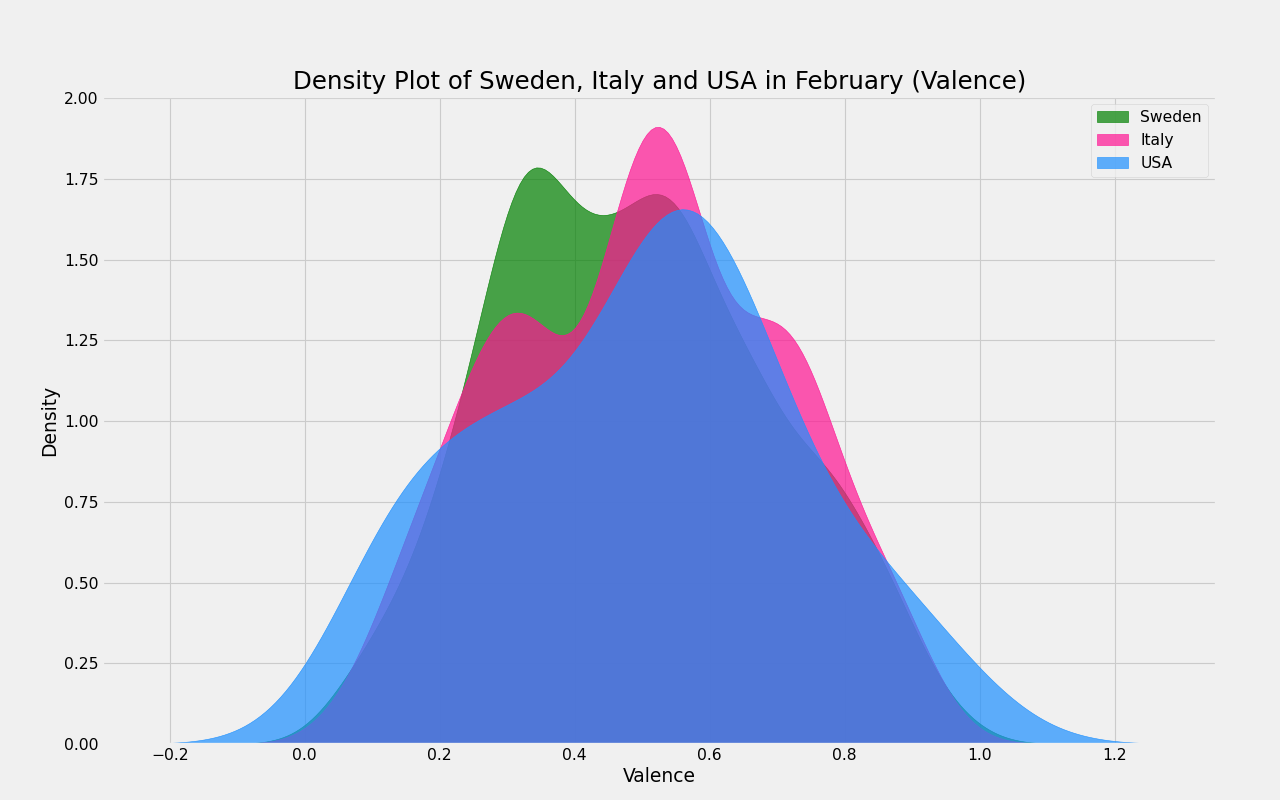 Density Plot of Sweden, Italy and USA in February (Valence)
Sweden
Italy
USA
2.00
1.75
1.50
1.25
1.00
0.75
0.50
0.25
0.00
Density
−0.2 0.0 0.2 0.4 0.6 0.8 1.0 1.2
Valence